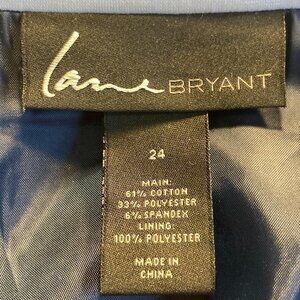 Lane BRYANT
24
MAIN:
61% COTTON
33% POLYESTER
6% SPANDEX
LINING:
100% POLYESTER
MADE IN
CHINA